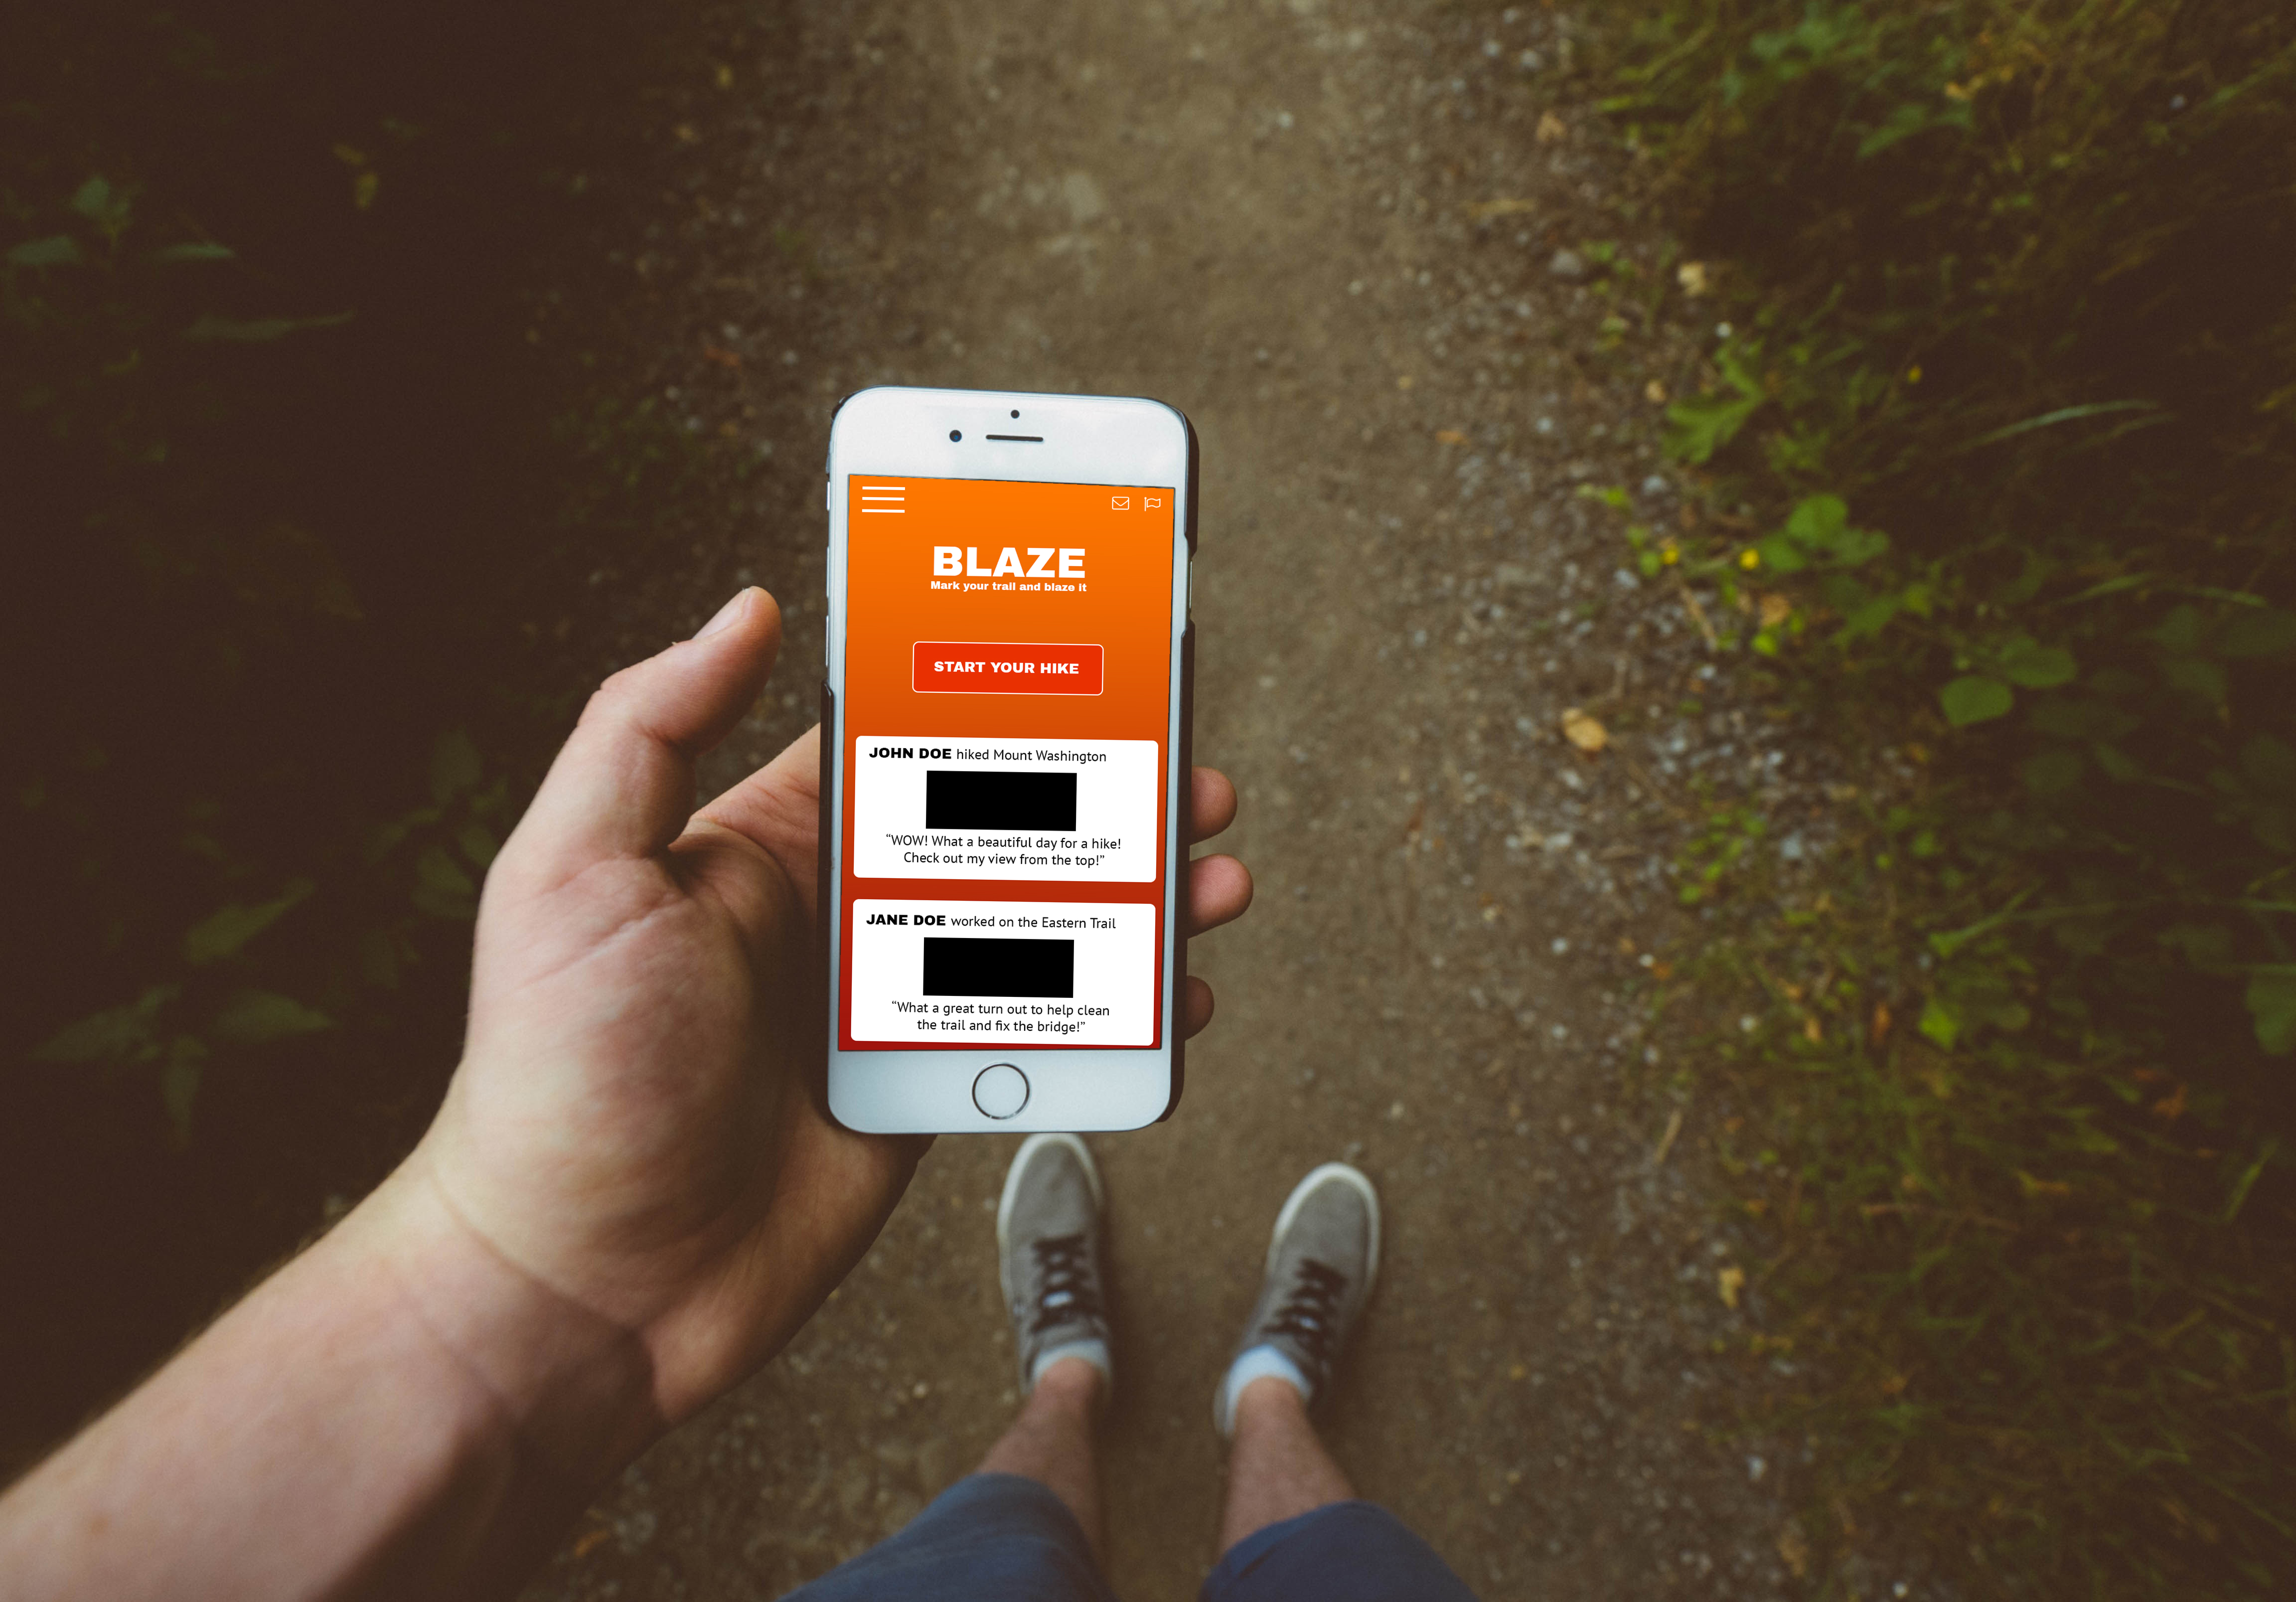 BLAZE
Mark your trail and blaze it
START YOUR HIKE
JOHN DOE hiked Mount Washington
“WOW! What a beautiful day for a hike!
Check out my view from the top!”
JANE DOE worked on the Eastern Trail
“What a great turn out to help clean
the trail and fix the bridge!”